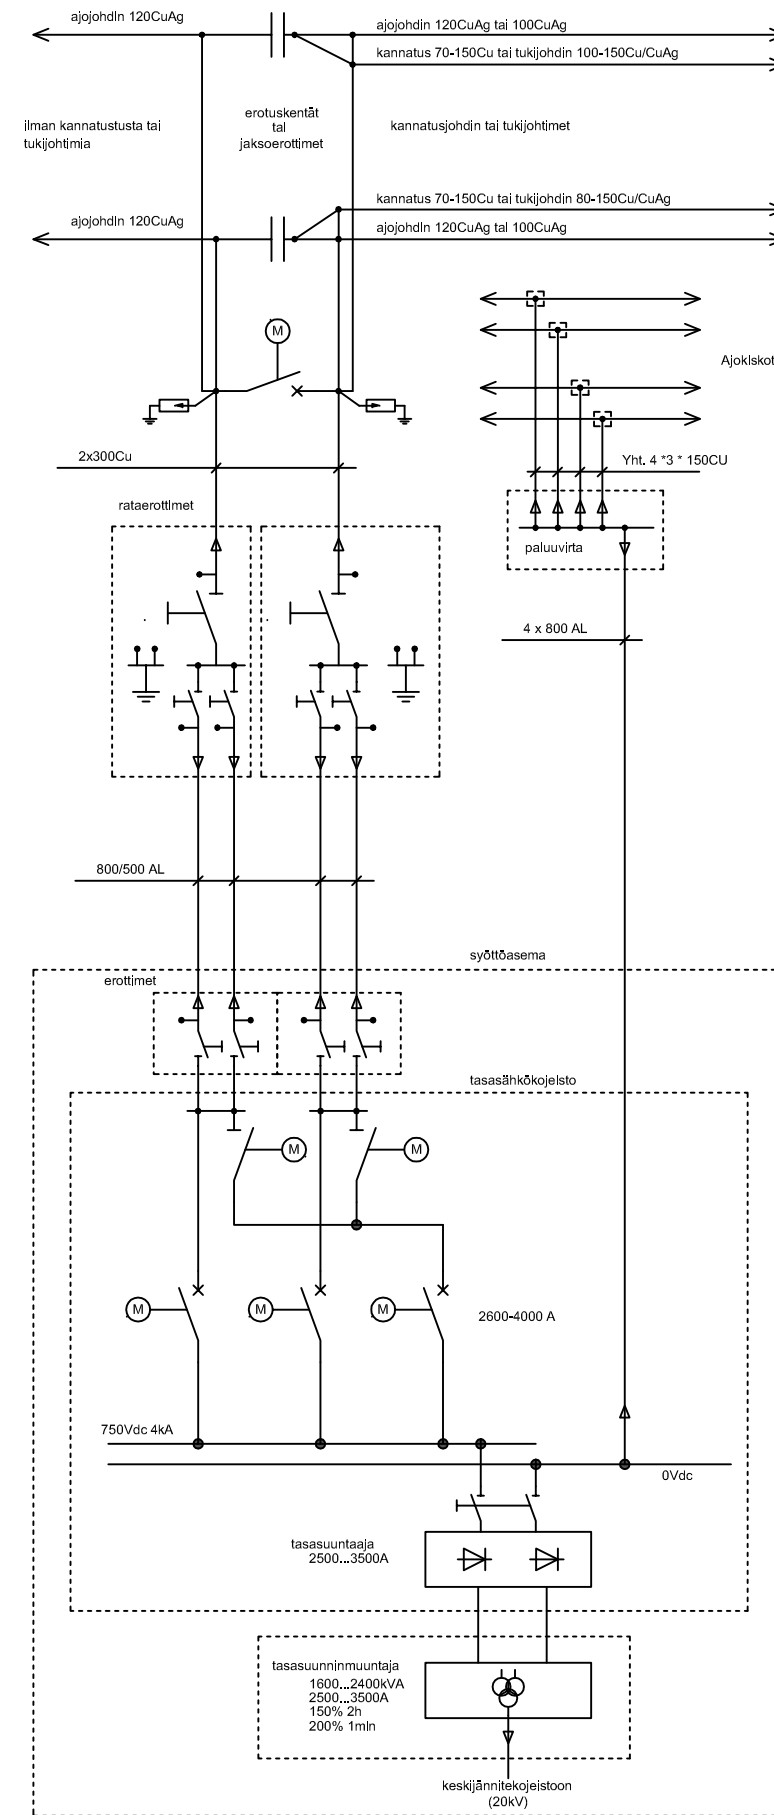 ajojohdin 120CuAg
ajojohdin 120CuAg tai 100CuAg
kannatus 70-150Cu tai tukijohdin 100-150Cu/CuAg
ilman kannatustusta tai
tukijohtimia
erotuskentät
tai
jaksoerottimet
kannatusjohdin tai tukijohtimet
kannatus 70-150Cu tai tukijohdin 80-150Cu/CuAg
ajojohdin 120CuAg
ajojohdin 120CuAg tai 100CuAg
M
Ajokiskot
2x300Cu
Yht. 4 *3 * 150CU
rataerottimet
paluuvirta
4 x 800 AL
800/500 AL
syöttöasema
erottimet
tasasähkökojeisto
M
M
M
M
M
2600-4000 A
750Vdc 4kA
0Vdc
tasasuuntaaja
2500...3500A
tasasuunninmuuntaja
1600...2400kVA
2500...3500A
150% 2h
200% 1min
keskijännitekojeistoon
(20kV)